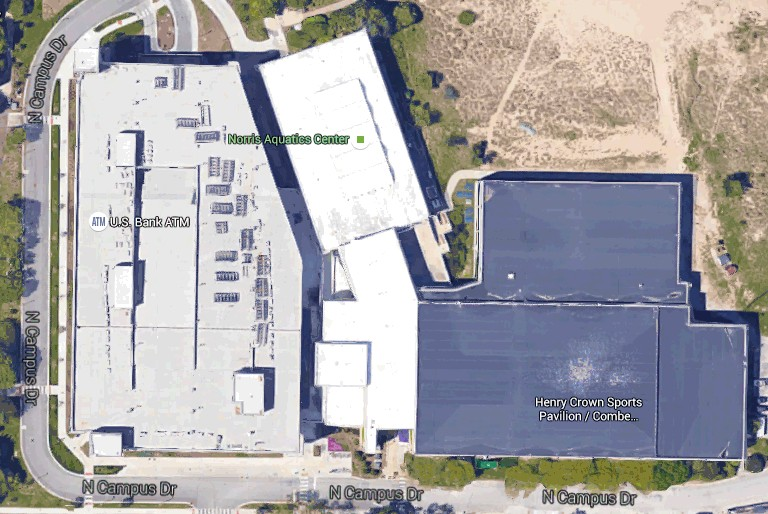 N Campus Dr
Norris Aquatics Center
ATM U.S. Bank ATM
N Campus Dr
Henry Crown Sports
Pavilion / Combe...
N Campus Dr
N Campus Dr
N Campus Dr